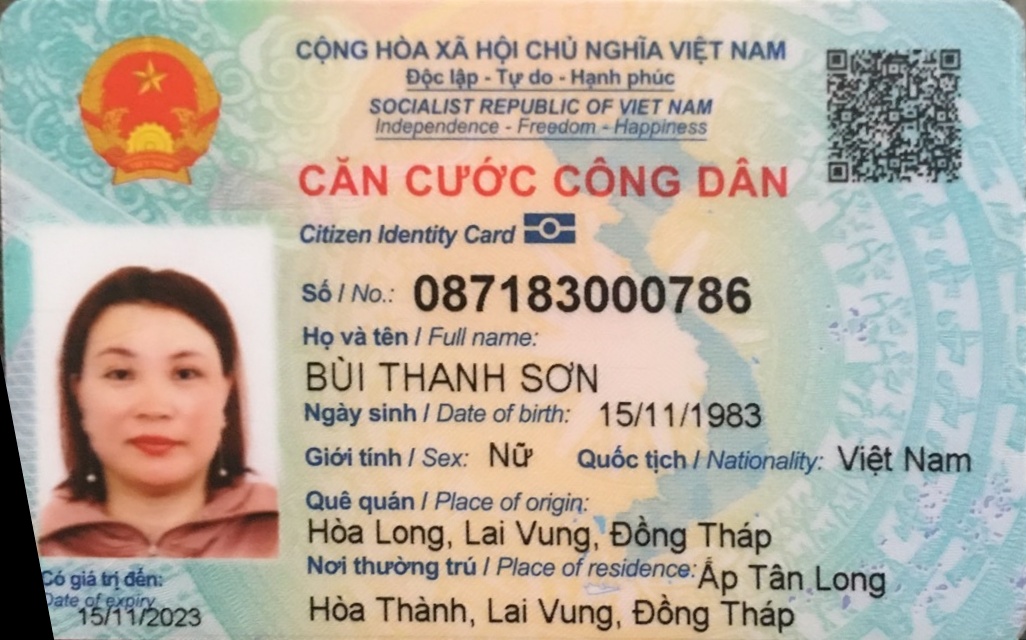 CỘNG HÒA XÃ HỘI CHỦ NGHĨA VIỆT NAM
Độc lập - Tự do - Hạnh phúc
SOCIALIST REPUBLIC OF VIET NAM
Independence - Freedom - Happiness
CĂN CƯỚC CÔNG DÂN
Citizen Identity Card
Số / No.: 087183000786
Họ và tên / Full name:
BÙI THANH SƠN
Ngày sinh / Date of birth: 15/11/1983
Giới tính / Sex: Nữ Quốc tịch / Nationality: Việt Nam
Quê quán / Place of origin:
Hòa Long, Lai Vung, Đồng Tháp
Nơi thường trú / Place of residence: Ấp Tân Long
Hòa Thành, Lai Vung, Đồng Tháp
Có giá trị đến:
Date of expiry
15/11/2023